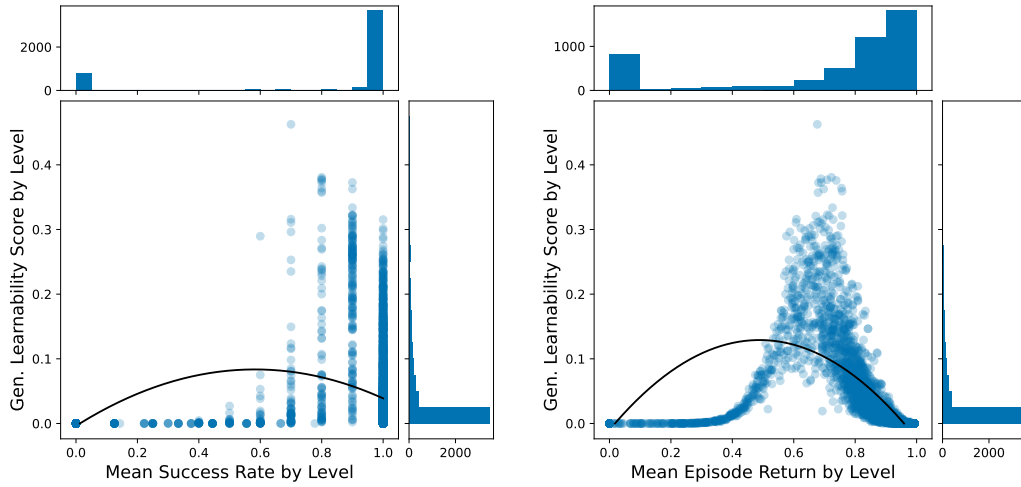 2000
0
1000
0
Gen. Learnability Score by Level
0.4
0.3
0.2
0.1
0.0
0.0 0.2 0.4 0.6 0.8 1.0
Mean Success Rate by Level
0 2000
Gen. Learnability Score by Level
0.4
0.3
0.2
0.1
0.0
0.0 0.2 0.4 0.6 0.8 1.0
Mean Episode Return by Level
0 2000